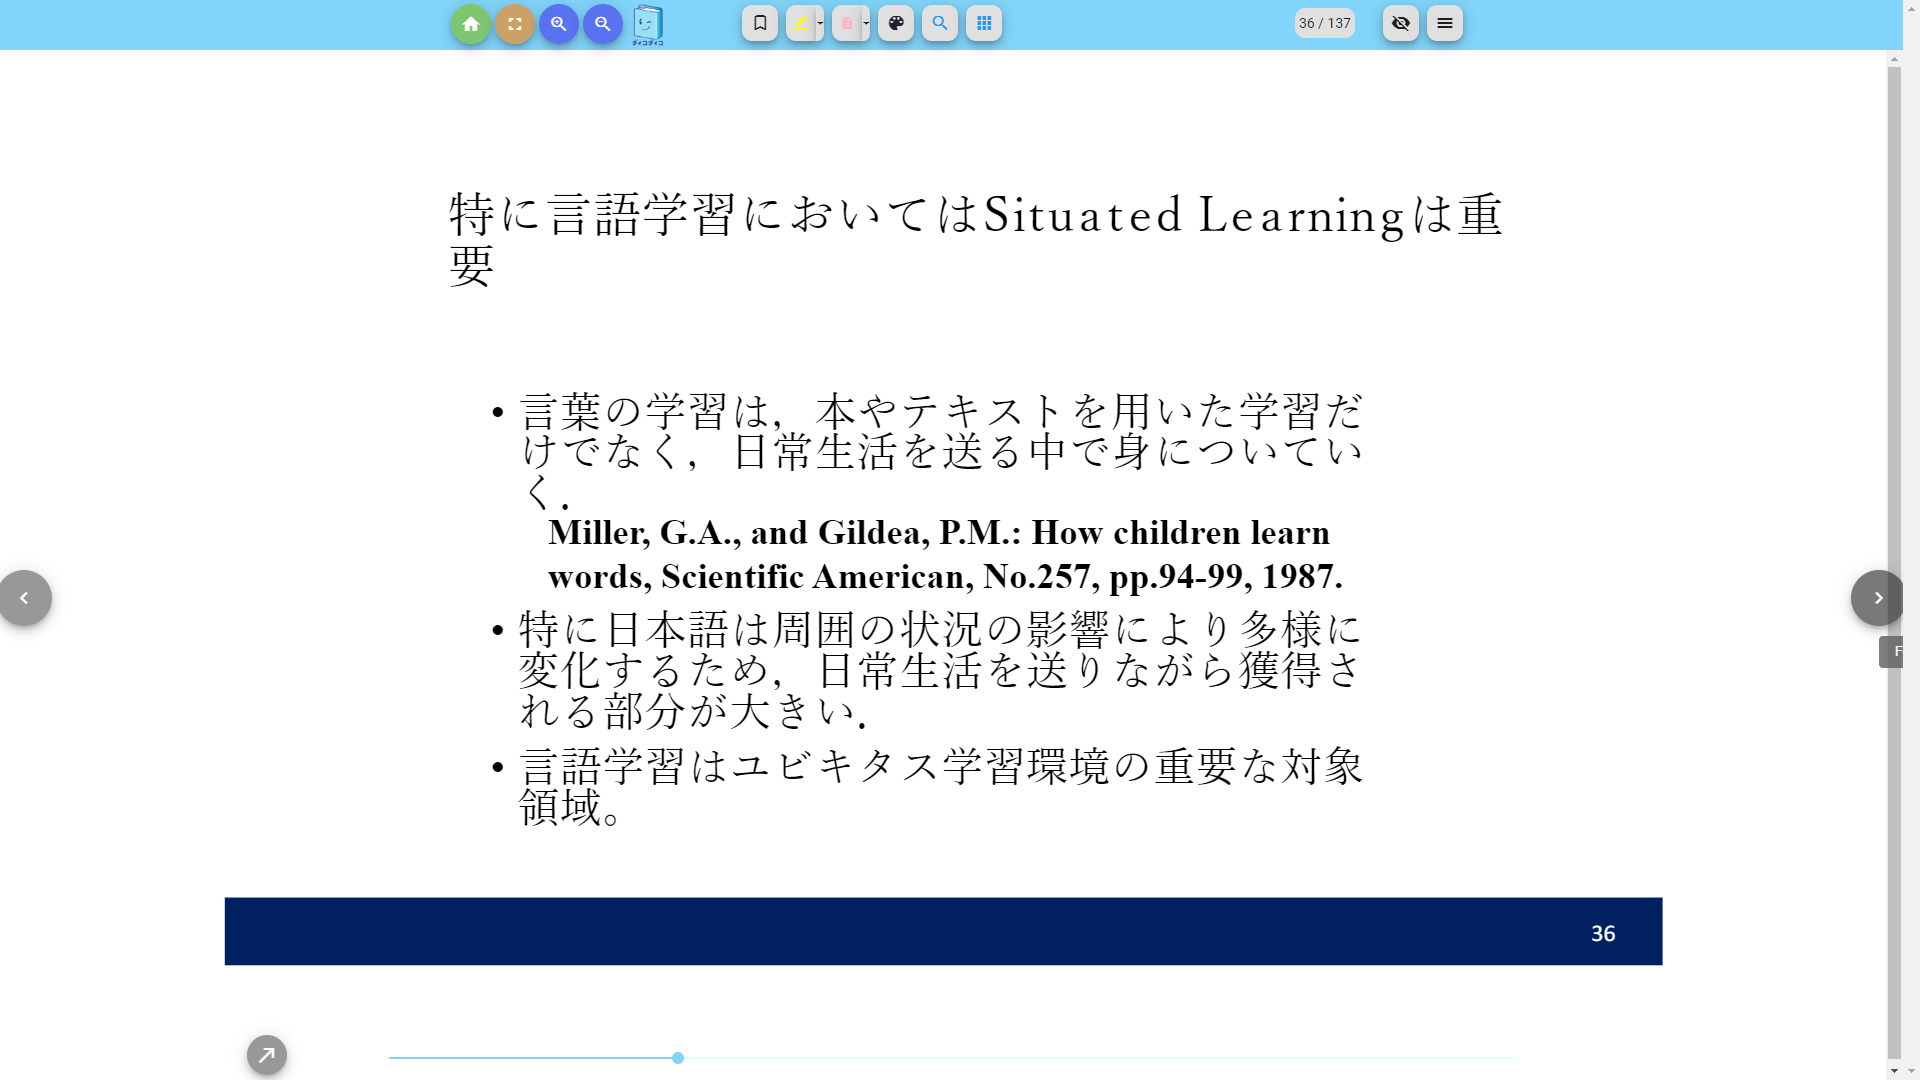 デジコデジコ
36 / 137
特に言語学習においてはSituated Learningは重
要
• 言葉の学習は，本やテキストを用いた学習だ
けでなく，日常生活を送る中で身についてい
く．
Miller, G.A., and Gildea, P.M.: How children learn
words, Scientific American, No.257, pp.94-99, 1987.
• 特に日本語は周囲の状況の影響により多様に
変化するため，日常生活を送りながら獲得さ
れる部分が大きい．
• 言語学習はユビキタス学習環境の重要な対象
領域。
F
36